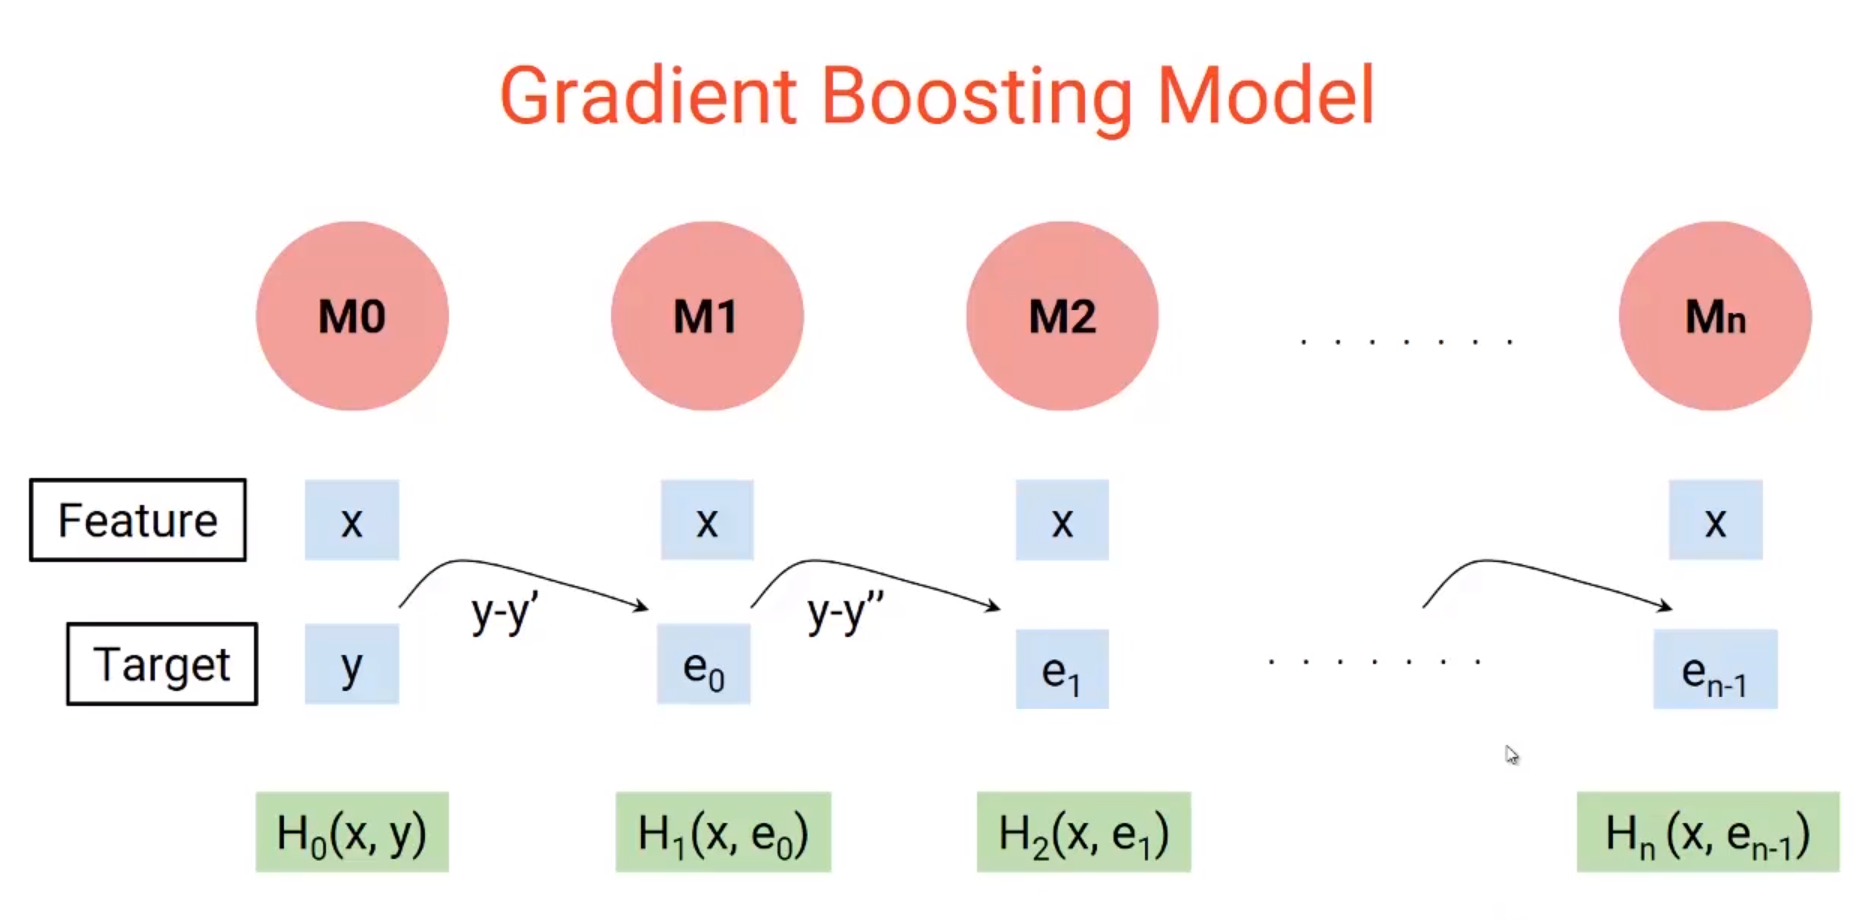 Gradient Boosting Model
M0 M1 M2 . . . . . . . Mn
Feature x x x x
y-y’ y-y’’
Target y e₀ e₁ . . . . . . . eₙ₋₁
H₀(x, y) H₁(x, e₀) H₂(x, e₁) Hₙ (x, eₙ₋₁)